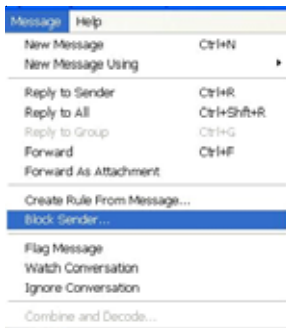 Message Help
New Message Ctrl+N
New Message Using
Reply to Sender Ctrl+R
Reply to All Ctrl+Shft+R
Reply to Group Ctrl+G
Forward Ctrl+F
Forward As Attachment
Create Rule From Message...
Block Sender...
Flag Message
Watch Conversation
Ignore Conversation
Combine and Decode...